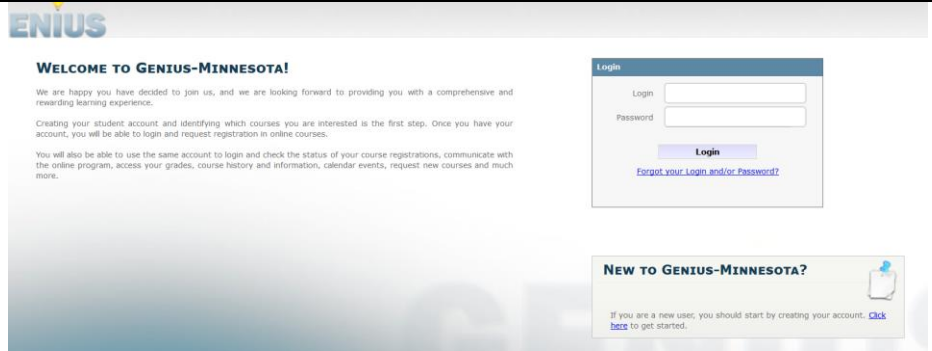 ENIUS
WELCOME TO GENIUS-MINNESOTA!
We are happy you have decided to join us, and we are looking forward to providing you with a comprehensive and
rewarding learning experience.
Creating your student account and identifying which courses you are interested is the first step. Once you have your
account, you will be able to login and request registration in online courses.
You will also be able to use the same account to login and check the status of your course registrations, communicate with
the online program, access your grades, course history and information, calendar events, request new courses and much
more.
Login
Login
Password
Login
Forgot your Login and/or Password?
NEW TO GENIUS-MINNESOTA?
If you are a new user, you should start by creating your account. Click
here to get started.